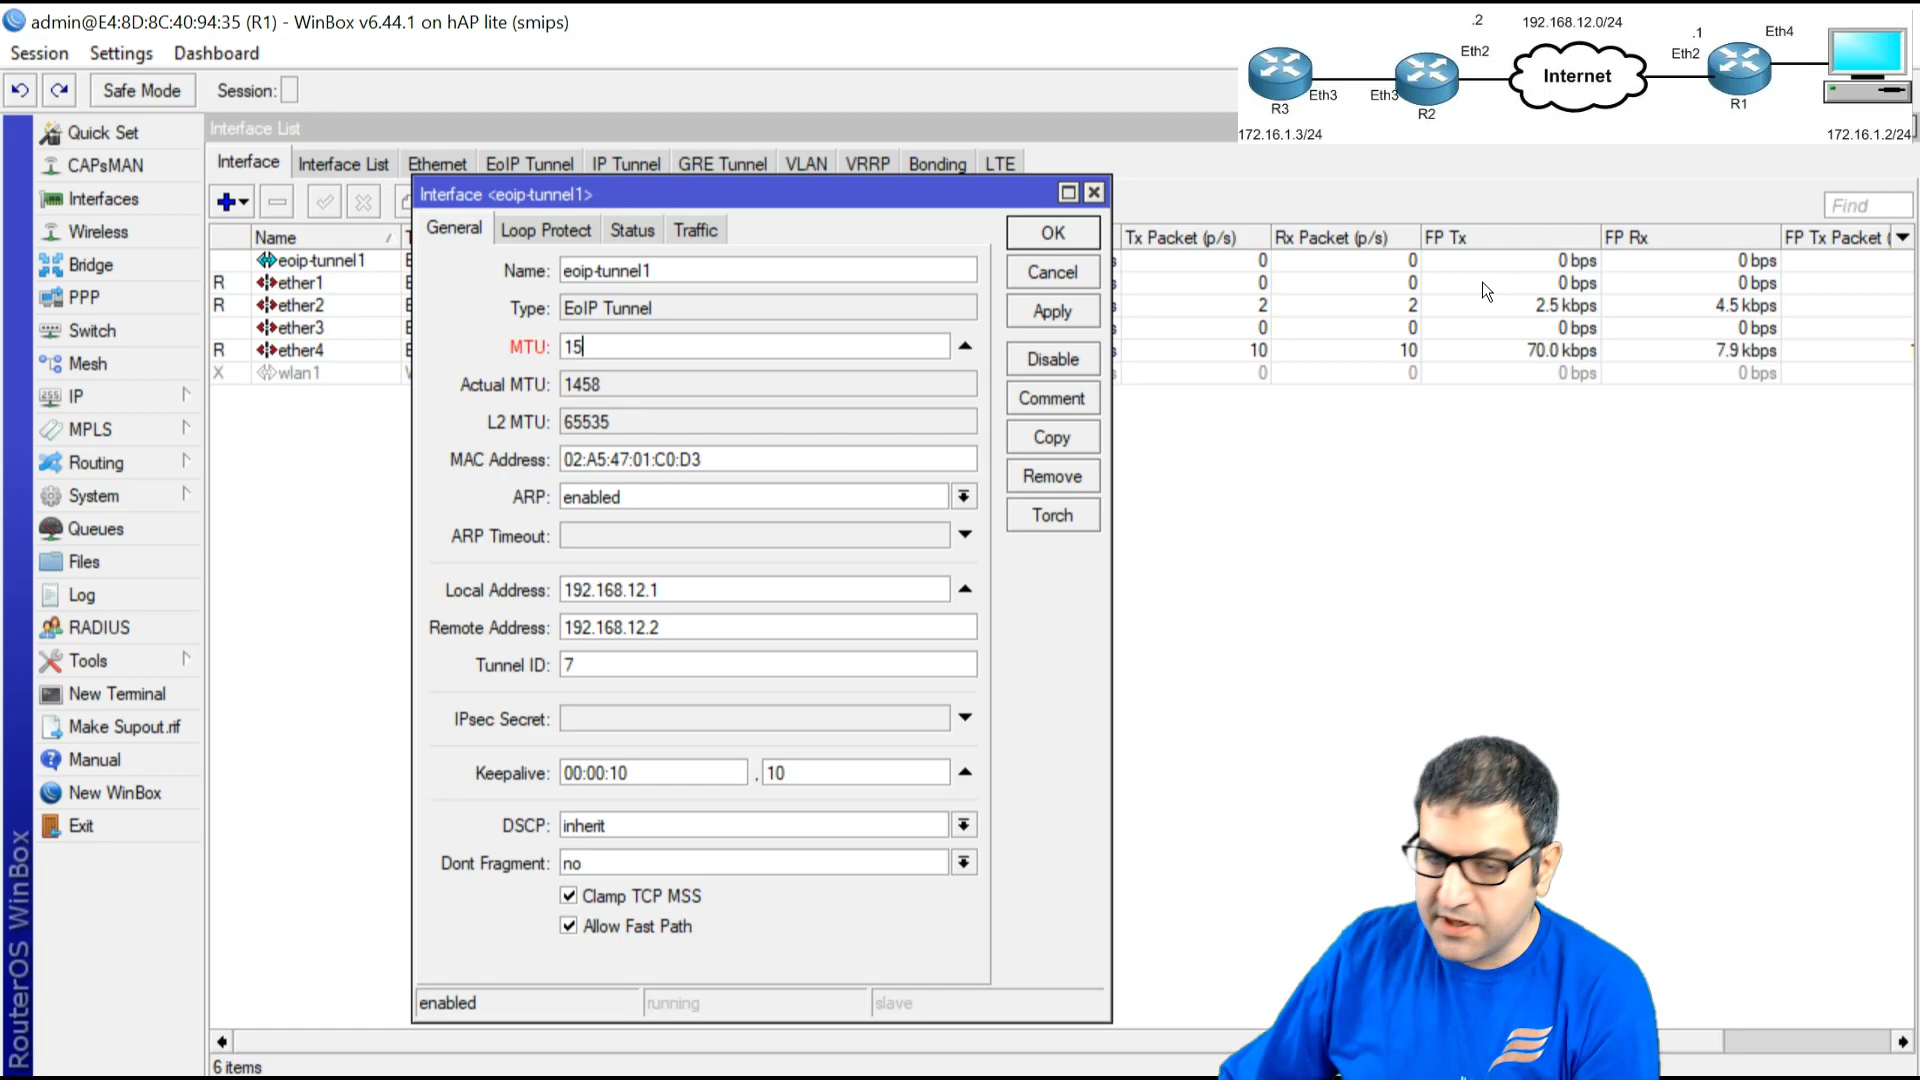 admin@E4:8D:8C:40:94:35 (R1) - WinBox v6.44.1 on hAP lite (smips)
Session Settings Dashboard
Safe Mode Session:
.2 192.168.12.0/24 .1 Eth4
Eth2 Eth2
Internet
Eth3 Eth3
R3 R2 R1
172.16.1.3/24 172.16.1.2/24
Quick Set
CAPsMAN
Interfaces
Wireless
Bridge
PPP
Switch
Mesh
IP
MPLS
Routing
System
Queues
Files
Log
RADIUS
Tools
New Terminal
Make Supout.rif
Manual
New WinBox
Exit
RouterOS WinBox
Interface List
Interface Interface List Ethernet EoIP Tunnel IP Tunnel GRE Tunnel VLAN VRRP Bonding LTE
Find
Name Tx Packet (p/s) Rx Packet (p/s) FP Tx FP Rx FP Tx Packet (
eoip-tunnel1 0 0 0 bps 0 bps
R ether1 0 0 0 bps 0 bps
R ether2 2 2 2.5 kbps 4.5 kbps
ether3 0 0 0 bps 0 bps
R ether4 10 10 70.0 kbps 7.9 kbps
X wlan1 0 0 0 bps 0 bps
Interface <eoip-tunnel1>
General Loop Protect Status Traffic
Name: eoip-tunnel1
Type: EoIP Tunnel
MTU: 15
Actual MTU: 1458
L2 MTU: 65535
MAC Address: 02:A5:47:01:C0:D3
ARP: enabled
ARP Timeout:
Local Address: 192.168.12.1
Remote Address: 192.168.12.2
Tunnel ID: 7
IPsec Secret:
Keepalive: 00:00:10 , 10
DSCP: inherit
Dont Fragment: no
Clamp TCP MSS
Allow Fast Path
OK
Cancel
Apply
Disable
Comment
Copy
Remove
Torch
enabled running slave
6 items